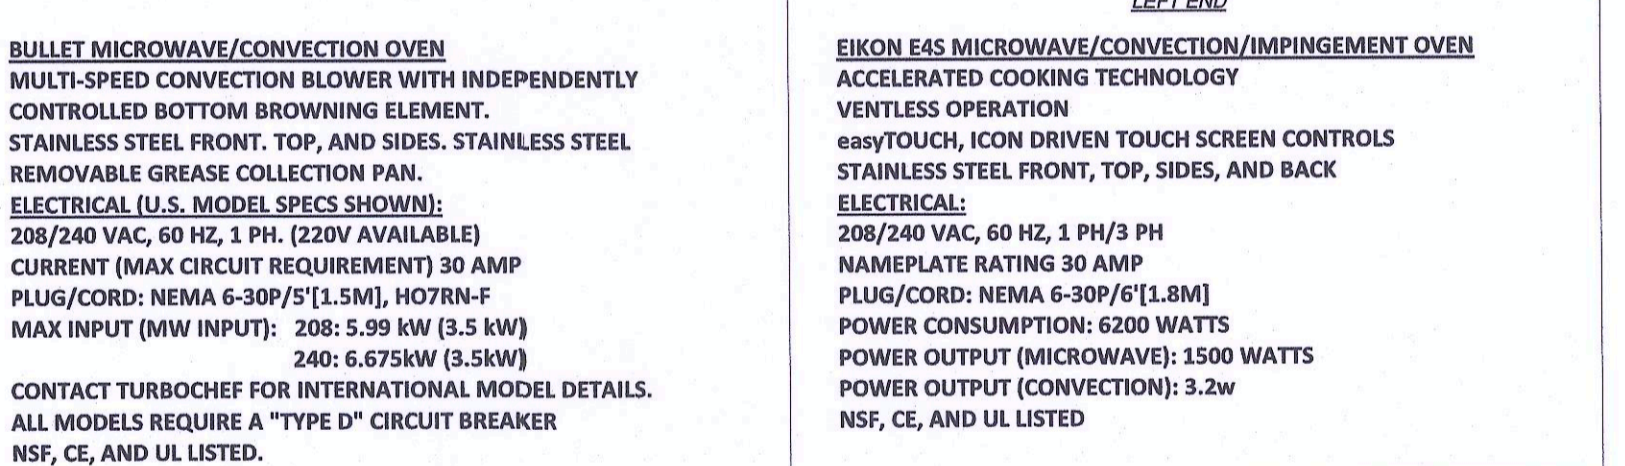 LEFT END
BULLET MICROWAVE/CONVECTION OVEN
MULTI-SPEED CONVECTION BLOWER WITH INDEPENDENTLY
CONTROLLED BOTTOM BROWNING ELEMENT.
STAINLESS STEEL FRONT. TOP, AND SIDES. STAINLESS STEEL
REMOVABLE GREASE COLLECTION PAN.
ELECTRICAL (U.S. MODEL SPECS SHOWN):
208/240 VAC, 60 HZ, 1 PH. (220V AVAILABLE)
CURRENT (MAX CIRCUIT REQUIREMENT) 30 AMP
PLUG/CORD: NEMA 6-30P/5'[1.5M], HO7RN-F
MAX INPUT (MW INPUT): 208: 5.99 kW (3.5 kW)
240: 6.675kW (3.5kW)
CONTACT TURBOCHEF FOR INTERNATIONAL MODEL DETAILS.
ALL MODELS REQUIRE A "TYPE D" CIRCUIT BREAKER
NSF, CE, AND UL LISTED.
EIKON E4S MICROWAVE/CONVECTION/IMPINGEMENT OVEN
ACCELERATED COOKING TECHNOLOGY
VENTLESS OPERATION
easyTOUCH, ICON DRIVEN TOUCH SCREEN CONTROLS
STAINLESS STEEL FRONT, TOP, SIDES, AND BACK
ELECTRICAL:
208/240 VAC, 60 HZ, 1 PH/3 PH
NAMEPLATE RATING 30 AMP
PLUG/CORD: NEMA 6-30P/6'[1.8M]
POWER CONSUMPTION: 6200 WATTS
POWER OUTPUT (MICROWAVE): 1500 WATTS
POWER OUTPUT (CONVECTION): 3.2w
NSF, CE, AND UL LISTED